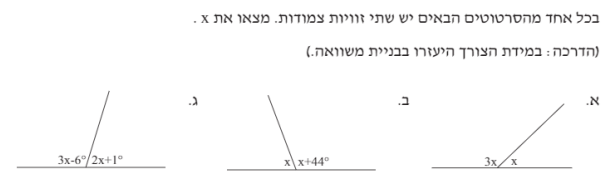 בכל אחד מהסרטוטים הבאים יש שתי זוויות צמודות. מצאו את x .
(הדרכה : במידת הצורך היעזרו בבניית משוואה.)
א. ב. ג.
3x x
x x+44°
3x-6° 2x+1°